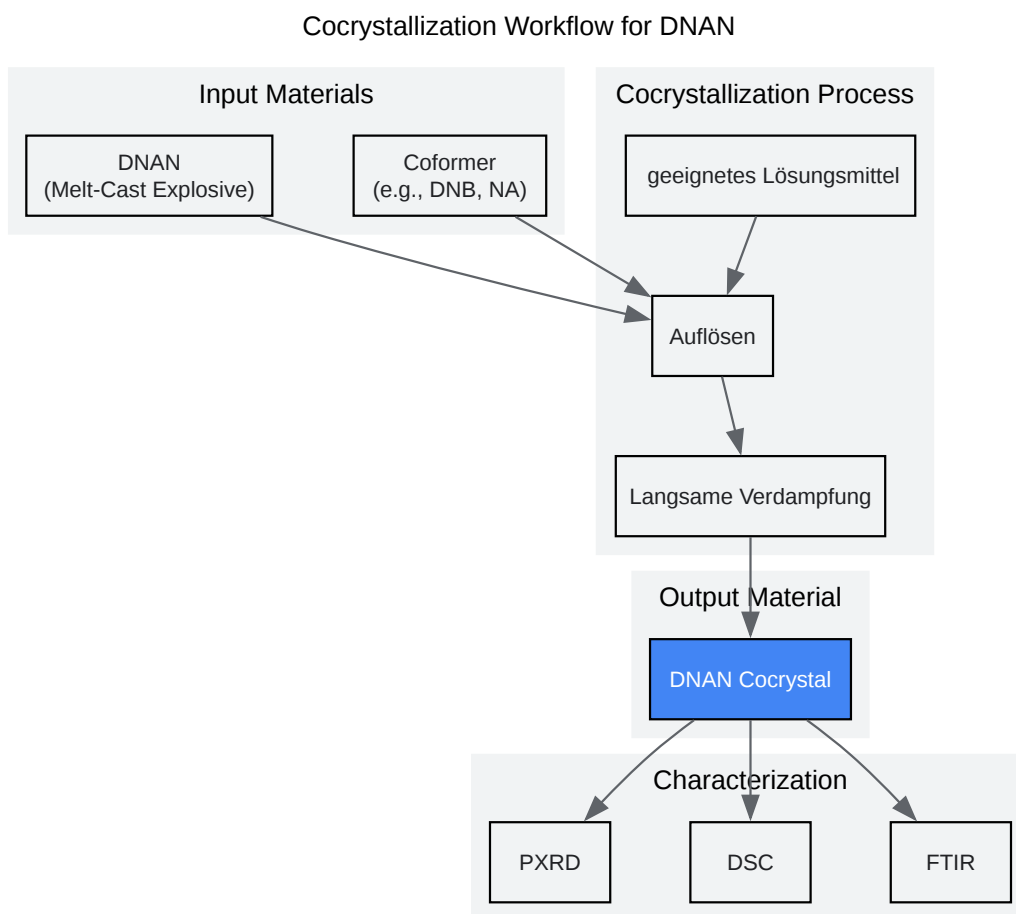 Cocrystallization Workflow for DNAN
Input Materials
Cocrystallization Process
DNAN
(Melt-Cast Explosive)
Coformer
(e.g., DNB, NA)
geeignetes Lösungsmittel
Auflösen
Langsame Verdampfung
Output Material
DNAN Cocrystal
Characterization
PXRD
DSC
FTIR